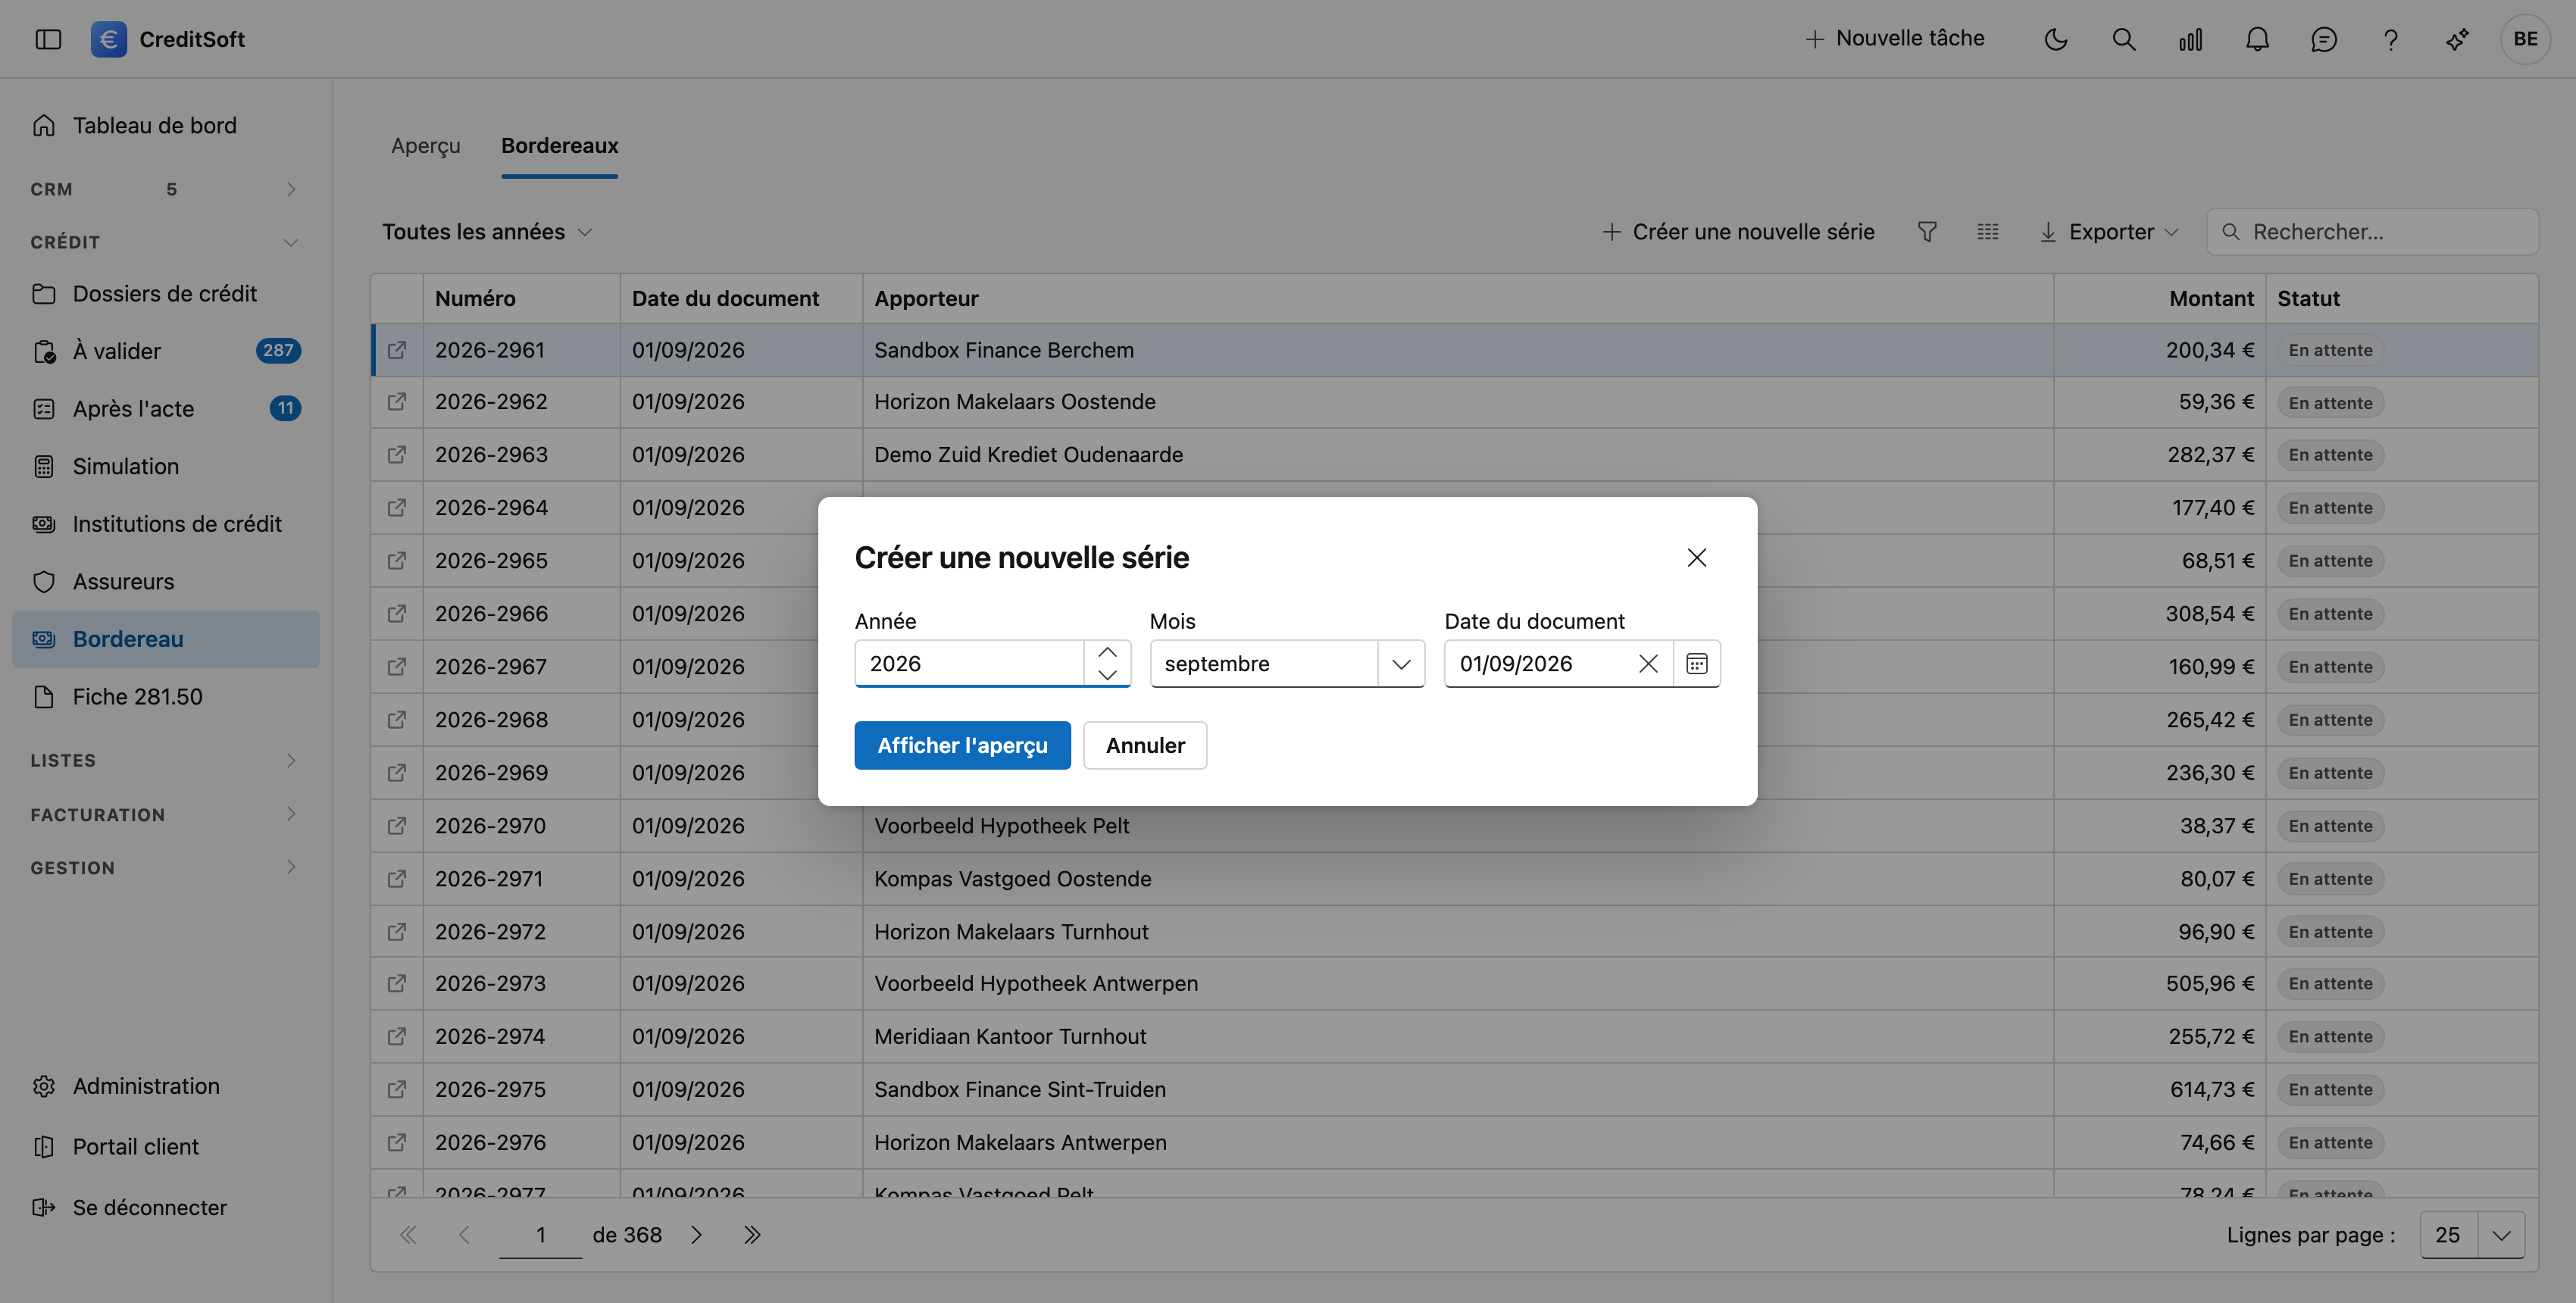 CreditSoft
Nouvelle tâche
BE
Tableau de bord
CRM 5
CRÉDIT
Dossiers de crédit
À valider 287
Après l'acte 11
Simulation
Institutions de crédit
Assureurs
Bordereau
Fiche 281.50
LISTES
FACTURATION
GESTION
Administration
Portail client
Se déconnecter
Aperçu Bordereaux
Toutes les années
Créer une nouvelle série Exporter Rechercher...
Numéro Date du document Apporteur Montant Statut
2026-2961 01/09/2026 Sandbox Finance Berchem 200,34 € En attente
2026-2962 01/09/2026 Horizon Makelaars Oostende 59,36 € En attente
2026-2963 01/09/2026 Demo Zuid Krediet Oudenaarde 282,37 € En attente
2026-2964 01/09/2026 177,40 € En attente
2026-2965 01/09/2026 68,51 € En attente
2026-2966 01/09/2026 308,54 € En attente
2026-2967 01/09/2026 160,99 € En attente
2026-2968 01/09/2026 265,42 € En attente
2026-2969 01/09/2026 236,30 € En attente
2026-2970 01/09/2026 Voorbeeld Hypotheek Pelt 38,37 € En attente
2026-2971 01/09/2026 Kompas Vastgoed Oostende 80,07 € En attente
2026-2972 01/09/2026 Horizon Makelaars Turnhout 96,90 € En attente
2026-2973 01/09/2026 Voorbeeld Hypotheek Antwerpen 505,96 € En attente
2026-2974 01/09/2026 Meridiaan Kantoor Turnhout 255,72 € En attente
2026-2975 01/09/2026 Sandbox Finance Sint-Truiden 614,73 € En attente
2026-2976 01/09/2026 Horizon Makelaars Antwerpen 74,66 € En attente
2026-2977 01/09/2026 Kompas Vastgoed Pelt 78,24 € En attente
1 de 368
Lignes par page : 25
Créer une nouvelle série
Année Mois Date du document
2026 septembre 01/09/2026
Afficher l'aperçu Annuler